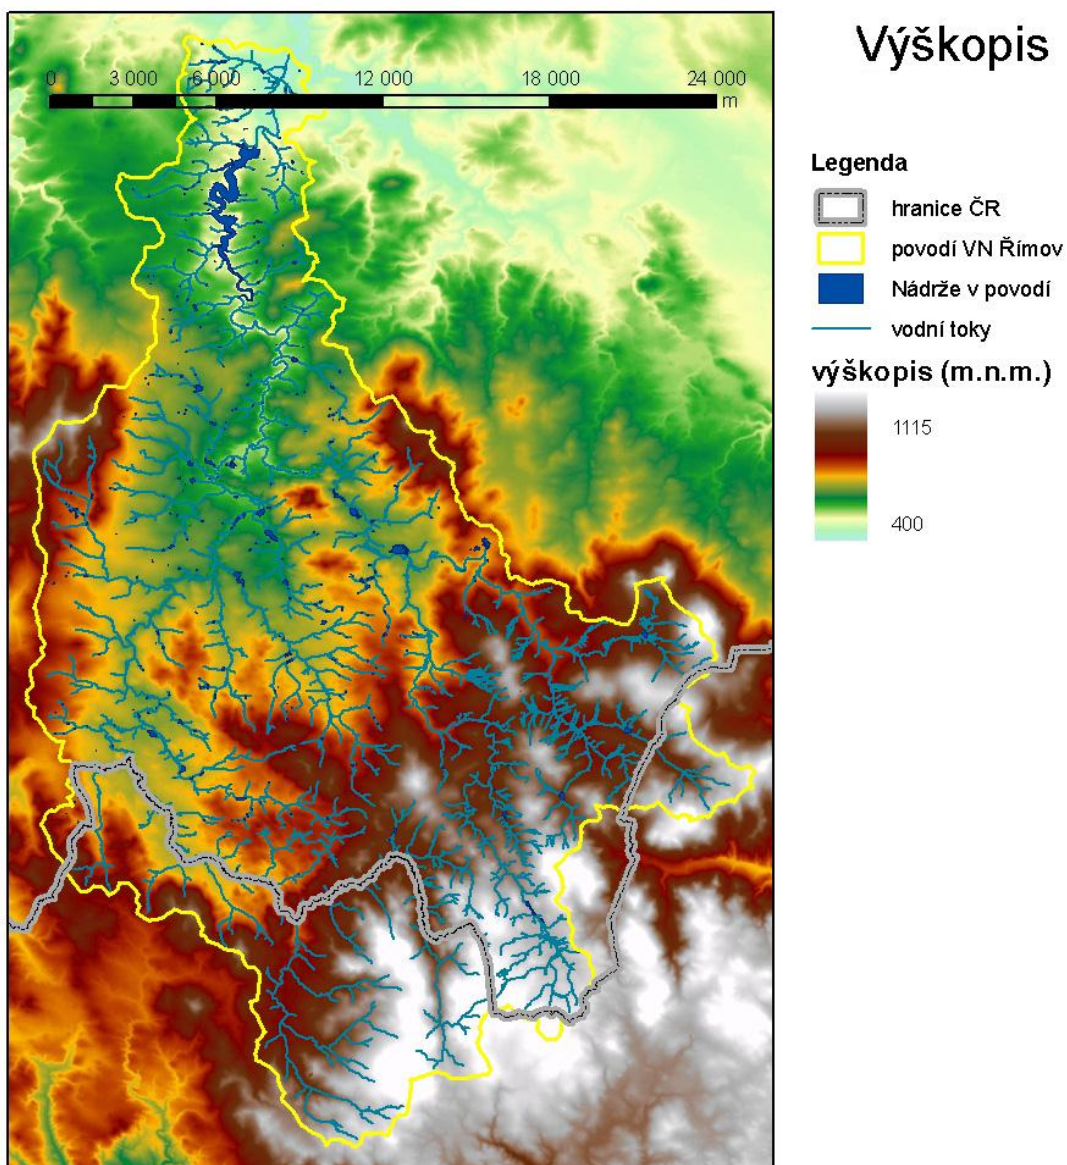 Výškopis
0 3 000 6 000 12 000 18 000 24 000
m
Legenda
hranice ČR
povodí VN Římov
Nádrže v povodí
vodní toky
výškopis (m.n.m.)
1115
400